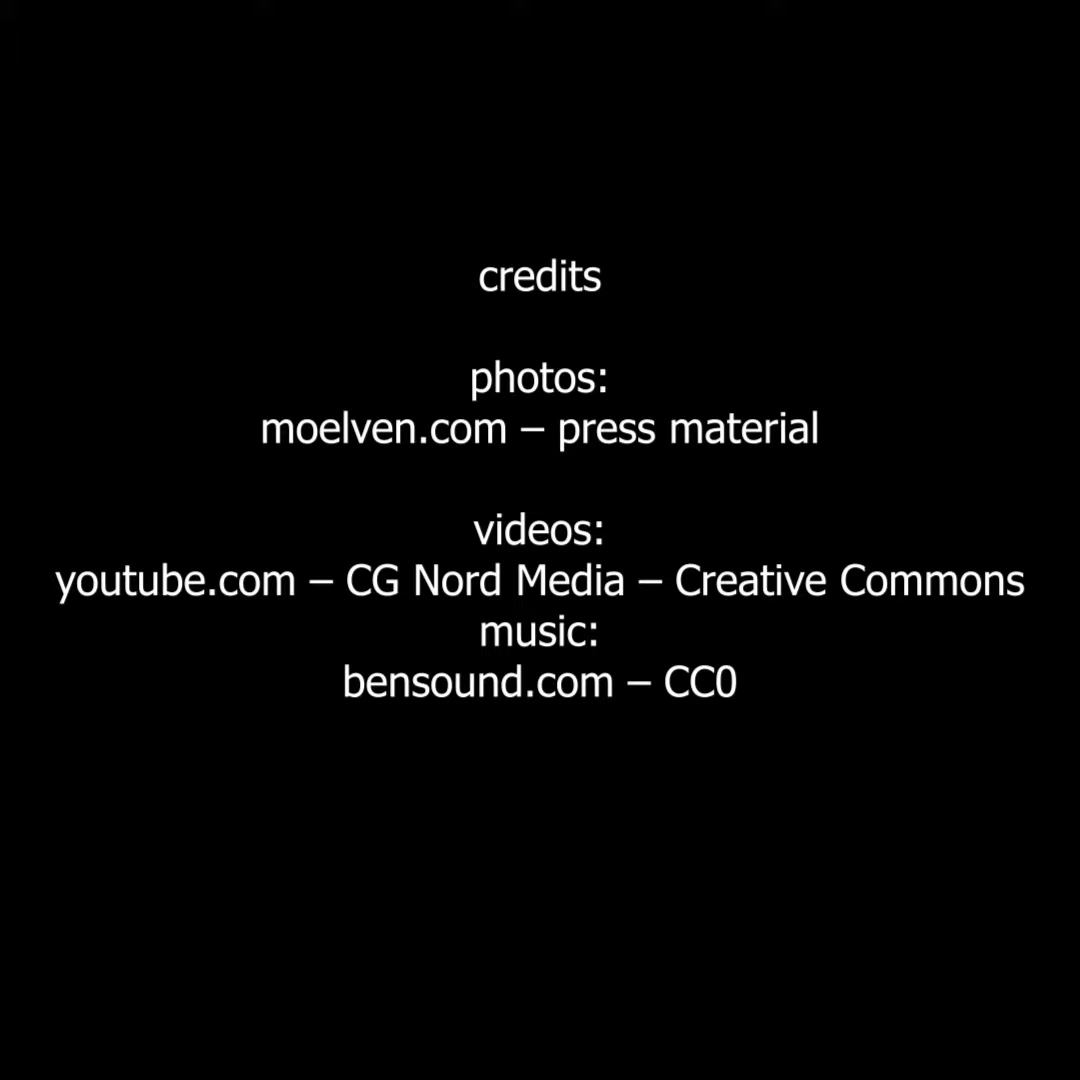 credits
photos:
moelven.com – press material
videos:
youtube.com – CG Nord Media – Creative Commons
music:
bensound.com – CC0